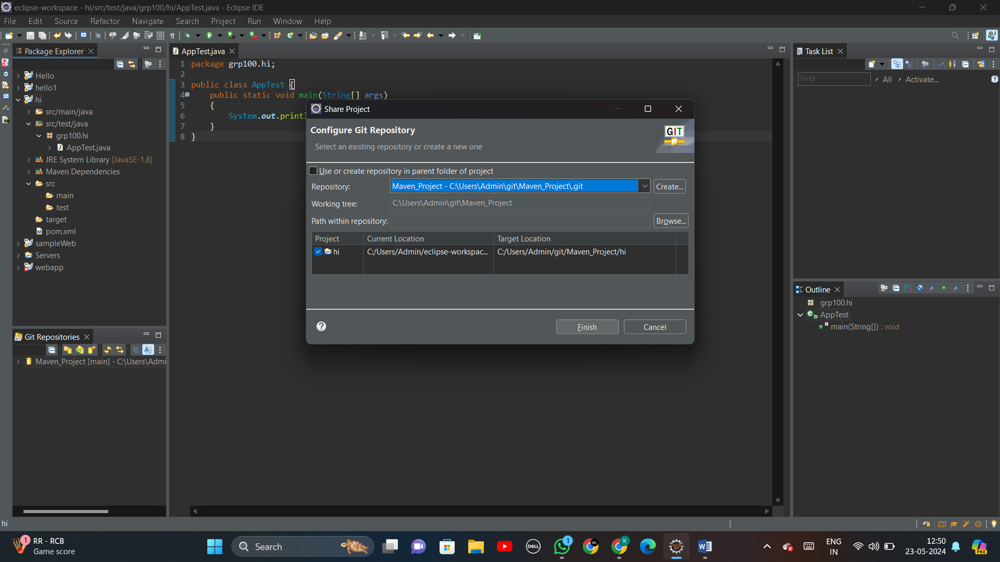 eclipse-workspace - hi/src/test/java/grp100/hi/AppTest.java - Eclipse IDE
File Edit Source Refactor Navigate Search Project Run Window Help
Package Explorer
Hello
hello1
hi
src/main/java
src/test/java
grp100.hi
AppTest.java
JRE System Library [JavaSE-1.8]
Maven Dependencies
src
main
test
target
pom.xml
sampleWeb
Servers
webapp
Git Repositories
Maven_Project [main] - C:\Users\Admi
AppTest.java
1 package grp100.hi;
2
3 public class AppTest {
4 public static void main(String[] args)
5 {
6 System.out.printl
7 }
8 }
Share Project
Configure Git Repository
Select an existing repository or create a new one
GIT
Use or create repository in parent folder of project
Repository: Maven_Project - C:\Users\Admin\git\Maven_Project\.git Create...
Working tree: C:\Users\Admin\git\Maven_Project
Path within repository: Browse...
Project Current Location Target Location
hi C:/Users/Admin/eclipse-workspac... C:/Users/Admin/git/Maven_Project/hi
Finish Cancel
Task List
Find All Activate...
Outline
grp100.hi
AppTest
main(String[]) : void
hi
1
RR - RCB
Game score
Search
DELL
1
K
ENG
IN
12:50
23-05-2024
PRE